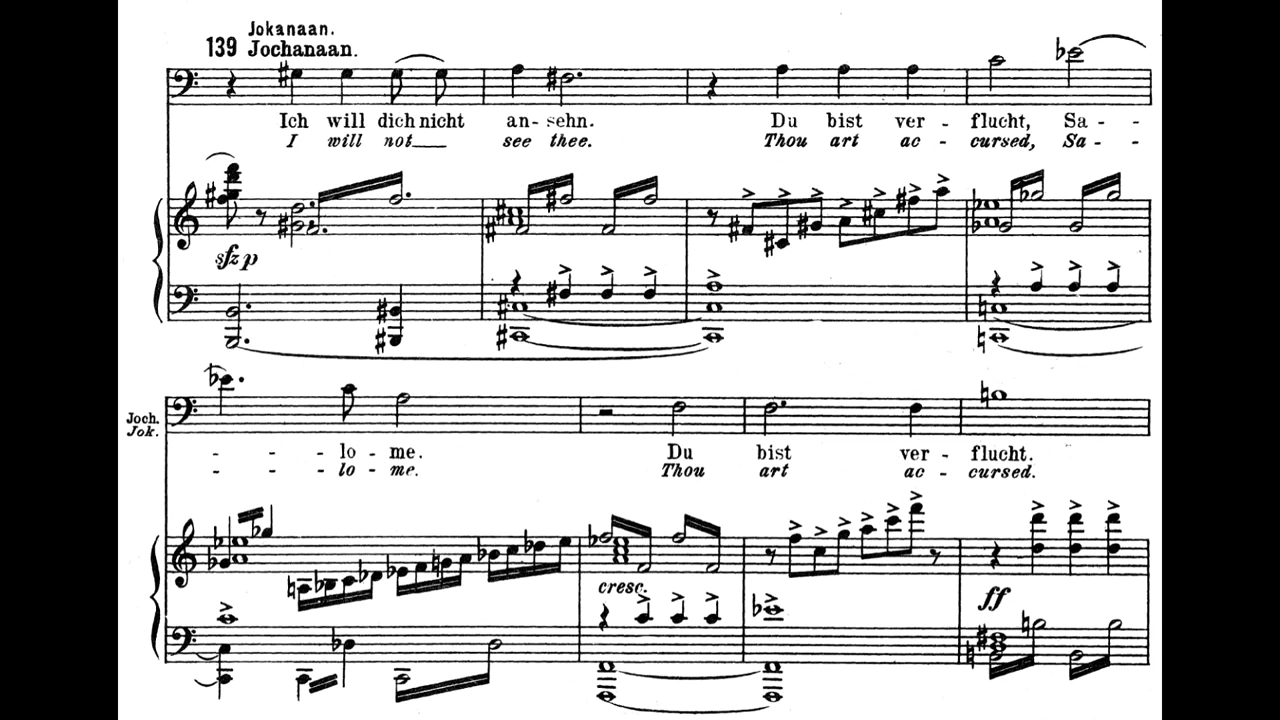 Jokanaan.
139 Jochanaan.
Ich will dich nicht an- sehn. Du bist ver - flucht, Sa - -
I will not see thee. Thou art ac - cursed, Sa - -
sfz p
Joch.
Jok.
- - - lo - me. Du bist ver - flucht.
- - - lo - me. Thou art ac - cursed.
cresc.
ff